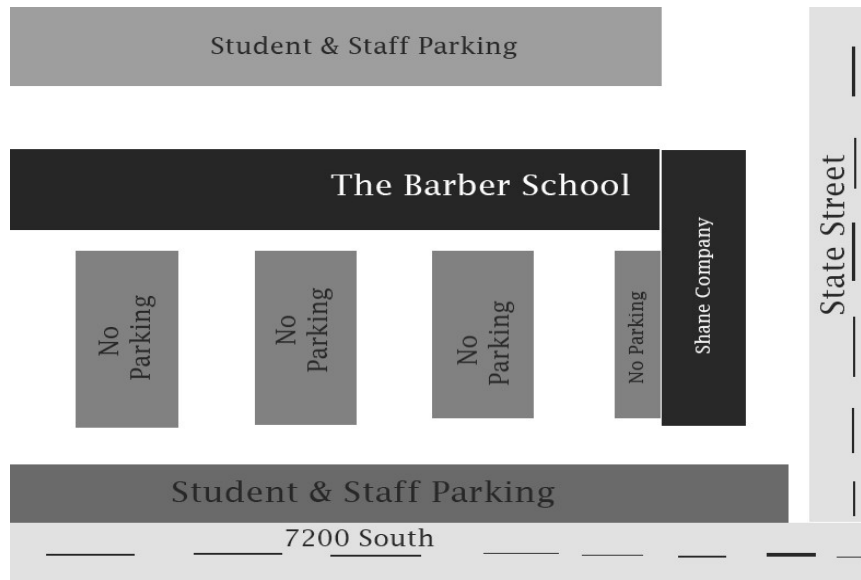 Student & Staff Parking
The Barber School
State Street
Shane Company
No
Parking
No
Parking
No
Parking
No Parking
Student & Staff Parking
7200 South